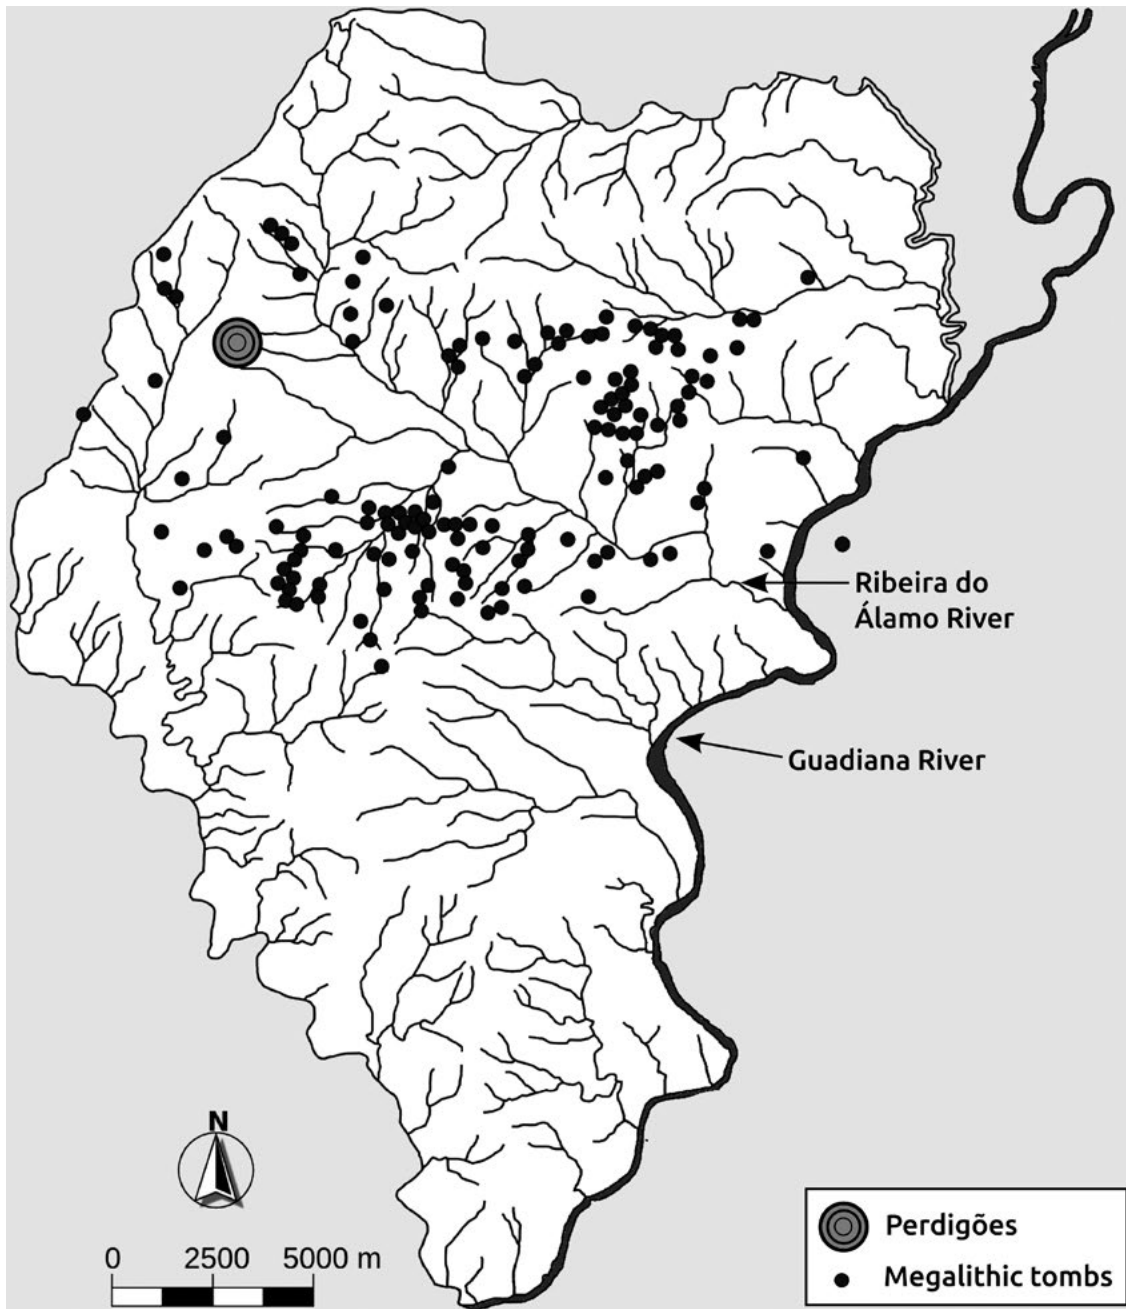 Ribeira do
Álamo River
Guadiana River
N
0 2500 5000 m
Perdigões
Megalithic tombs